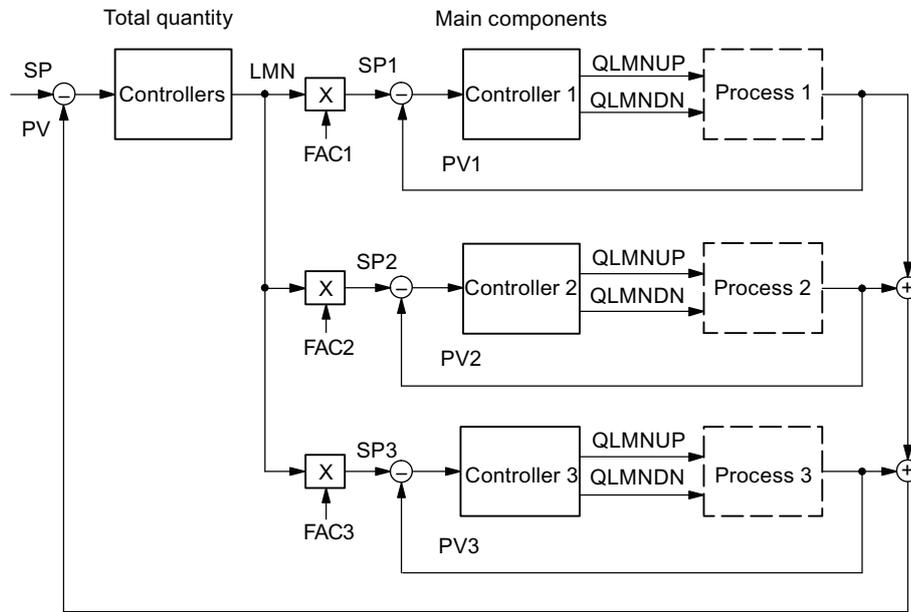 Total quantity
Main components
SP
PV
−
Controllers
LMN
X
FAC1
SP1
−
Controller 1
QLMNUP
QLMNDN
Process 1
PV1
X
FAC2
SP2
−
Controller 2
QLMNUP
QLMNDN
Process 2
+
PV2
X
FAC3
SP3
−
Controller 3
QLMNUP
QLMNDN
Process 3
+
PV3